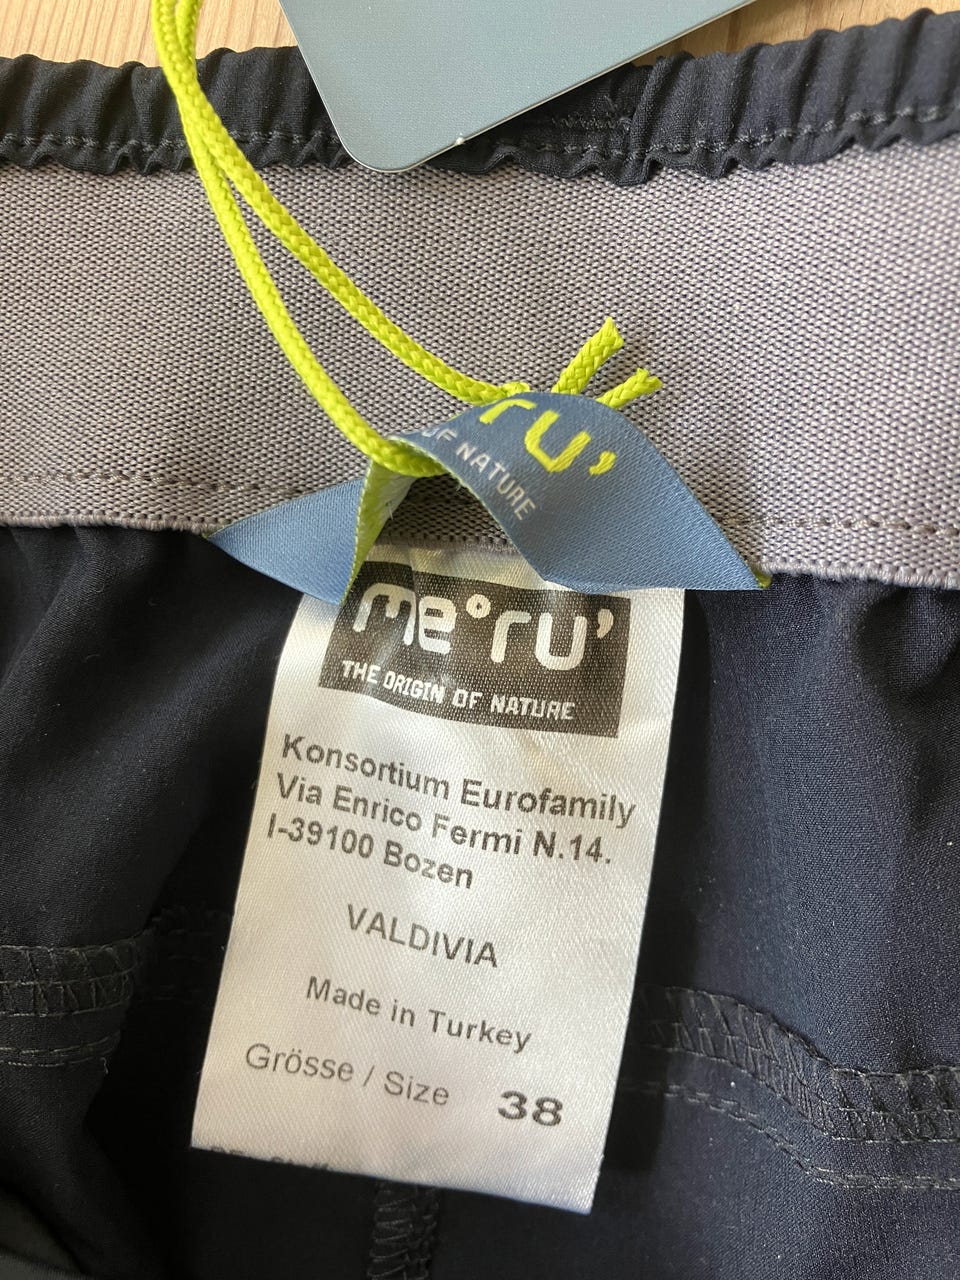 ru'
OF NATURE
me°ru'
THE ORIGIN OF NATURE
Konsortium Eurofamily
Via Enrico Fermi N.14.
I-39100 Bozen
VALDIVIA
Made in Turkey
Grösse / Size 38